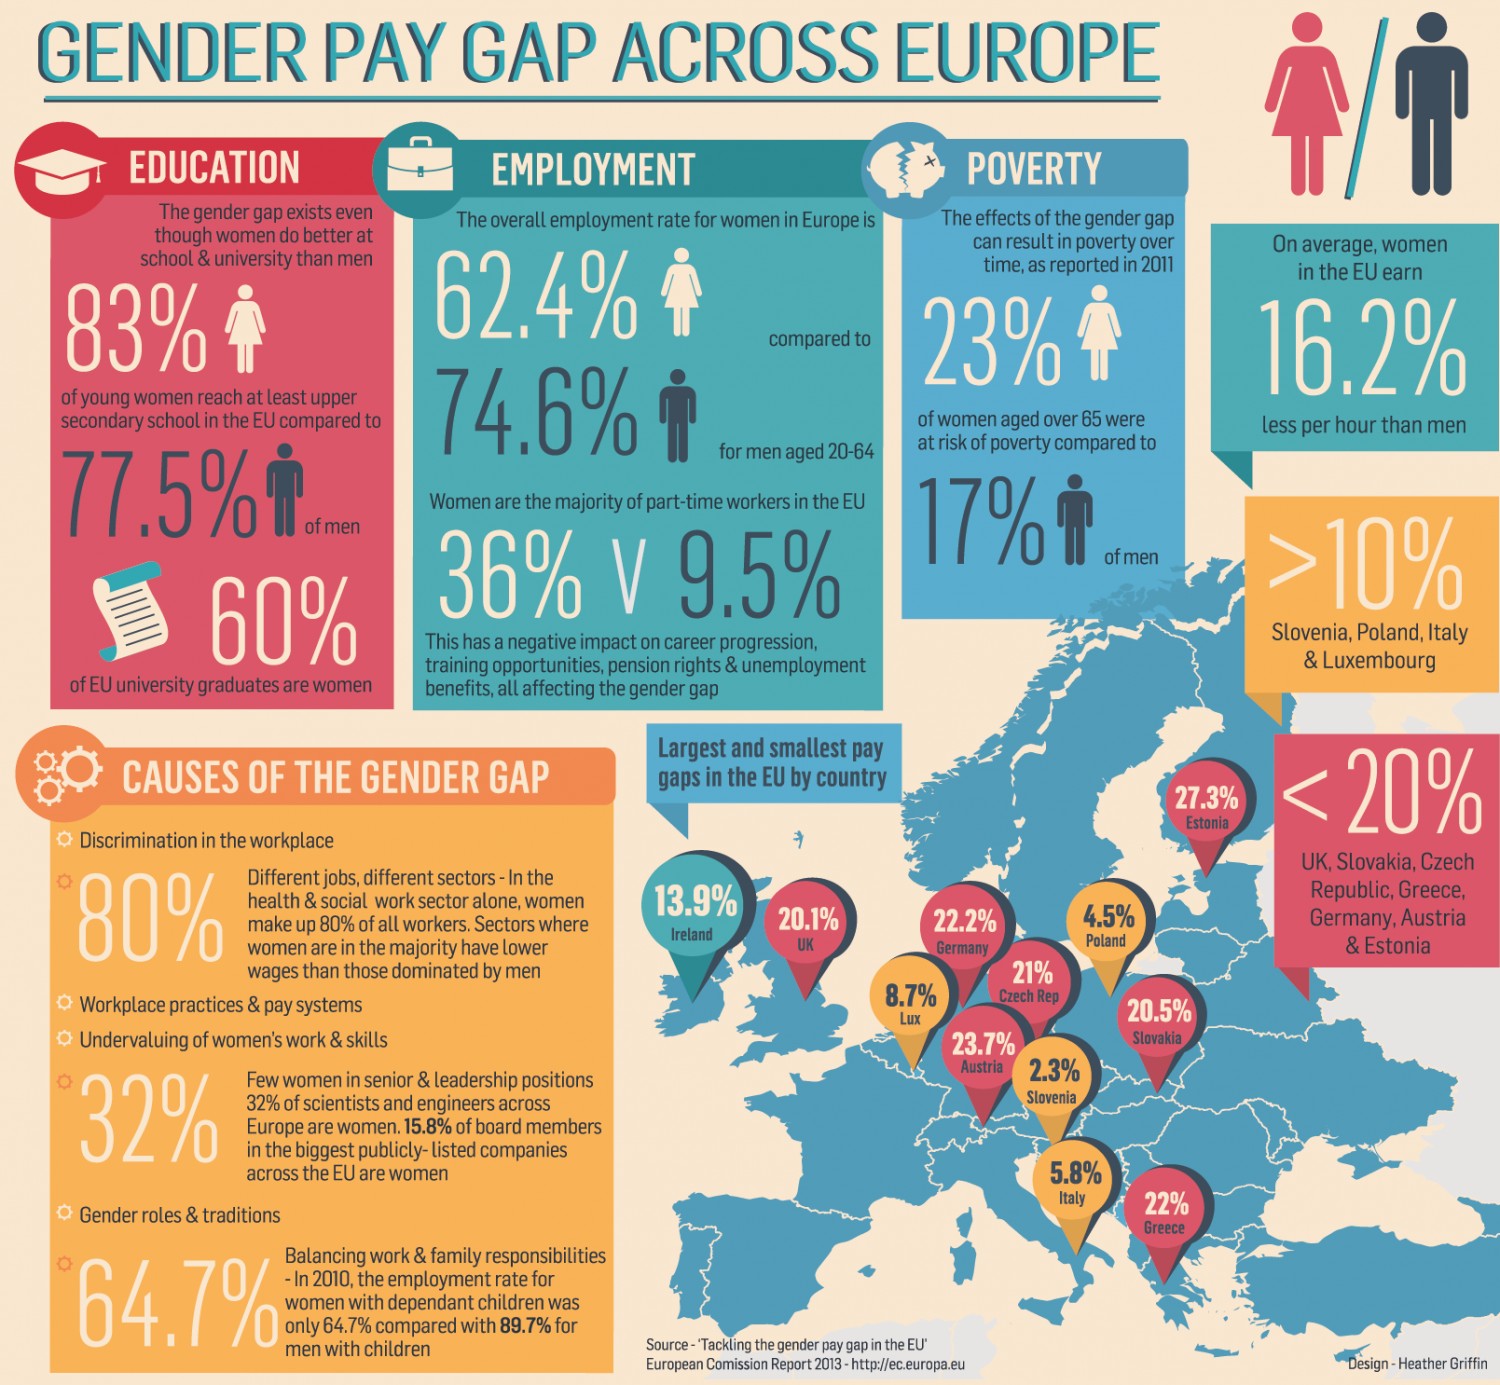 GENDER PAY GAP ACROSS EUROPE
EDUCATION
The gender gap exists even
though women do better at
school & university than men
83%
of young women reach at least upper
secondary school in the EU compared to
77.5%
of men
60%
of EU university graduates are women
EMPLOYMENT
The overall employment rate for women in Europe is
62.4%
compared to
74.6%
for men aged 20-64
Women are the majority of part-time workers in the EU
36% V 9.5%
This has a negative impact on career progression,
training opportunities, pension rights & unemployment
benefits, all affecting the gender gap
POVERTY
The effects of the gender gap
can result in poverty over
time, as reported in 2011
23%
of women aged over 65 were
at risk of poverty compared to
17%
of men
On average, women
in the EU earn
16.2%
less per hour than men
>10%
Slovenia, Poland, Italy
& Luxembourg
<20%
UK, Slovakia, Czech
Republic, Greece,
Germany, Austria
& Estonia
CAUSES OF THE GENDER GAP
Discrimination in the workplace
80%
Different jobs, different sectors - In the
health & social work sector alone, women
make up 80% of all workers. Sectors where
women are in the majority have lower
wages than those dominated by men
Workplace practices & pay systems
Undervaluing of women's work & skills
32%
Few women in senior & leadership positions
32% of scientists and engineers across
Europe are women. 15.8% of board members
in the biggest publicly- listed companies
across the EU are women
Gender roles & traditions
64.7%
Balancing work & family responsibilities
- In 2010, the employment rate for
women with dependant children was
only 64.7% compared with 89.7% for
men with children
Largest and smallest pay
gaps in the EU by country
27.3%
Estonia
13.9%
Ireland
20.1%
UK
22.2%
Germany
4.5%
Poland
21%
Czech Rep
8.7%
Lux
20.5%
Slovakia
23.7%
Austria
2.3%
Slovenia
5.8%
Italy
22%
Greece
Source - 'Tackling the gender pay gap in the EU'
European Comission Report 2013 - http://ec.europa.eu
Design - Heather Griffin